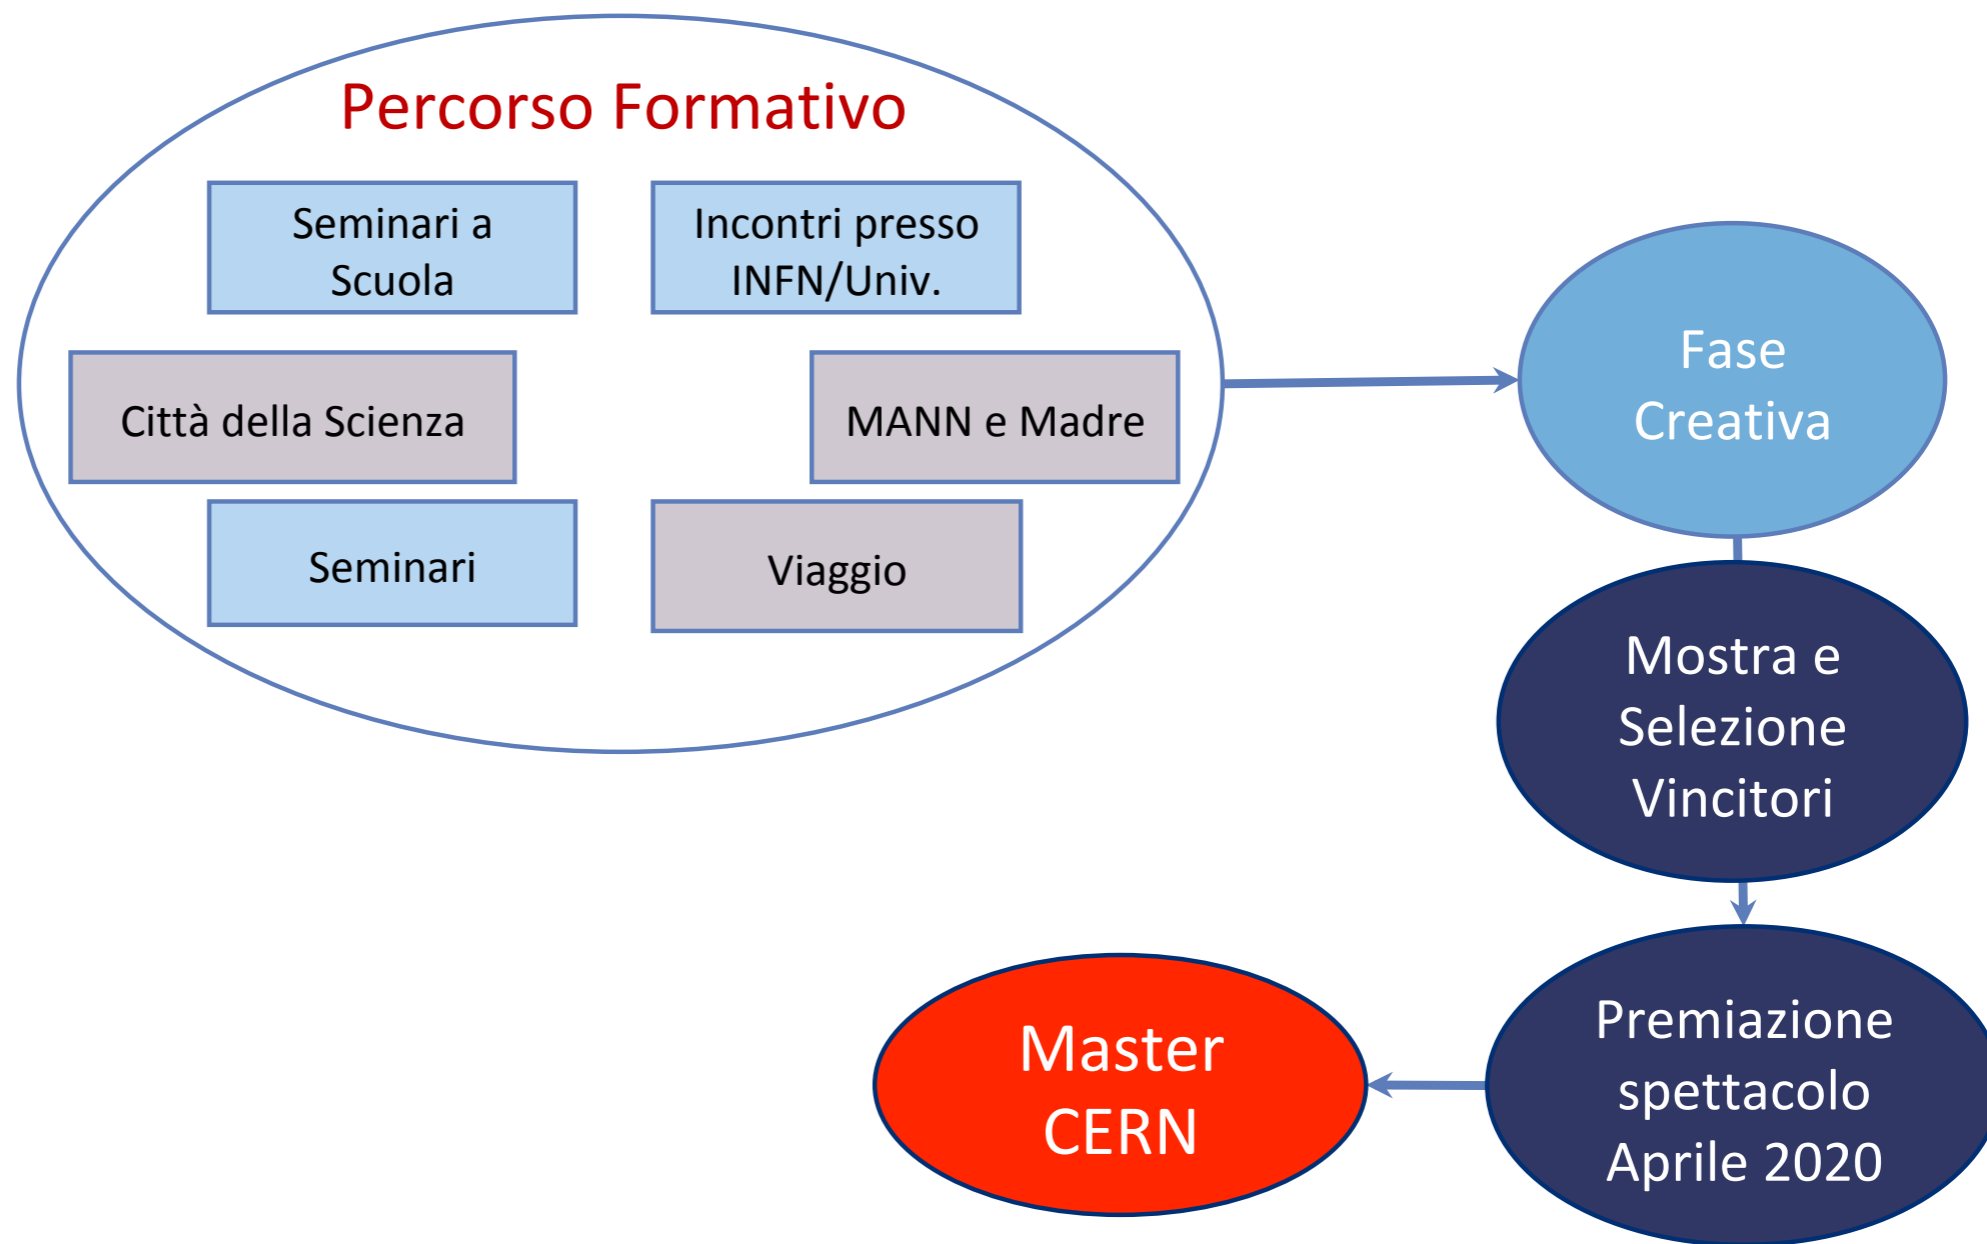 Percorso Formativo
Seminari a
Scuola
Incontri presso
INFN/Univ.
Città della Scienza
MANN e Madre
Seminari
Viaggio
Fase
Creativa
Mostra e
Selezione
Vincitori
Premiazione
spettacolo
Aprile 2020
Master
CERN